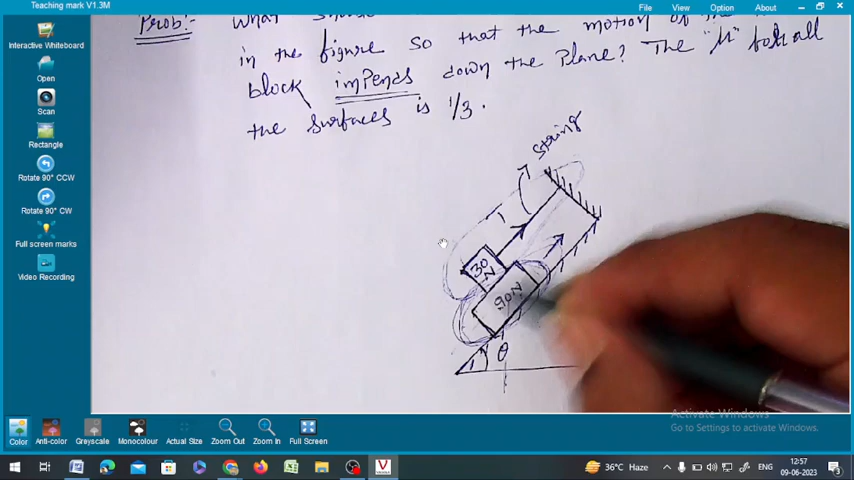 Teaching mark V1.3M
File View Option About
Interactive Whiteboard
Open
Scan
Rectangle
Rotate 90° CCW
Rotate 90° CW
Full screen marks
Video Recording
Prob:- What
in the figure so that the motion of the
block impends down the Plane? The "μ" for all
the surfaces is 1/3.
String
T
30
N
90N
θ
Color
Anti-color
Greyscale
Monocolour
Actual Size
Zoom Out
Zoom In
Full Screen
Activate Windows
Go to Settings to activate Windows.
36°C Haze
ENG
12:57
09-06-2023